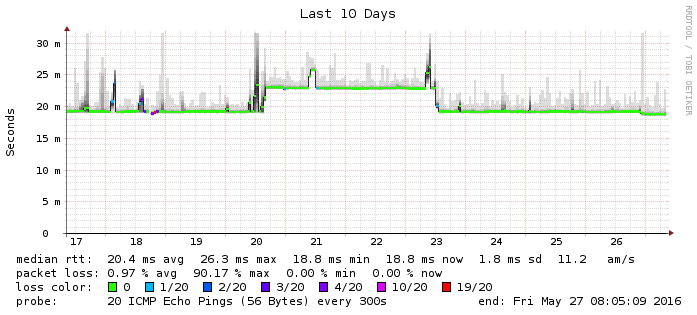 Last 10 Days
RRDTOOL / TOBI OETIKER
Seconds
30 m
25 m
20 m
15 m
10 m
5 m
0
17 18 19 20 21 22 23 24 25 26
median rtt: 20.4 ms avg 26.3 ms max 18.8 ms min 18.8 ms now 1.8 ms sd 11.2 am/s
packet loss: 0.97 % avg 90.17 % max 0.00 % min 0.00 % now
loss color: 0 1/20 2/20 3/20 4/20 10/20 19/20
probe: 20 ICMP Echo Pings (56 Bytes) every 300s end: Fri May 27 08:05:09 2016